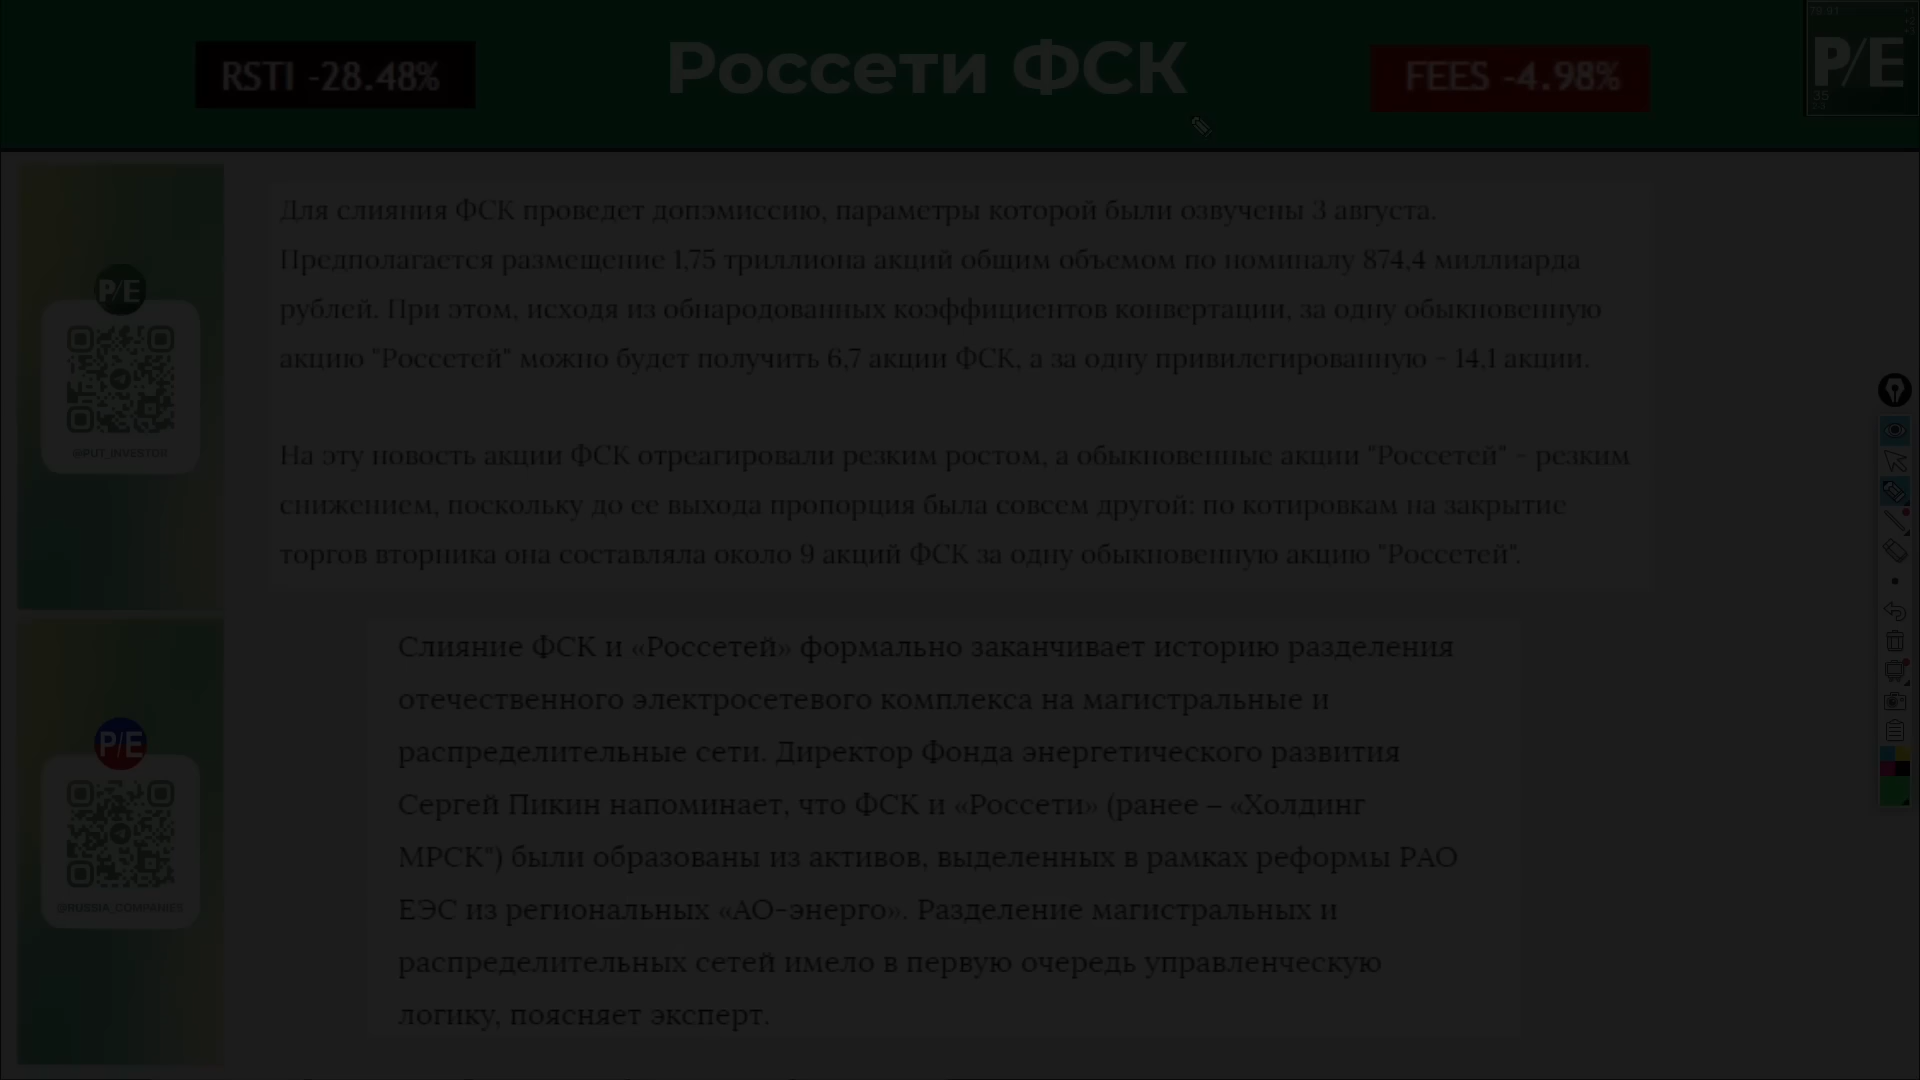 RSTI -28.48%
Россети ФСК
FEES -4.98%
79.91
P/E
35
Для слияния ФСК проведет допэмиссию, параметры которой были озвучены 3 августа.
Предполагается размещение 1,75 триллиона акций общим объемом по номиналу 874,4 миллиарда
рублей. При этом, исходя из обнародованных коэффициентов конвертации, за одну обыкновенную
акцию "Россетей" можно будет получить 6,7 акции ФСК, а за одну привилегированную - 14,1 акции.
На эту новость акции ФСК отреагировали резким ростом, а обыкновенные акции "Россетей" - резким
снижением, поскольку до ее выхода пропорция была совсем другой: по котировкам на закрытие
торгов вторника она составляла около 9 акций ФСК за одну обыкновенную акцию "Россетей".
P/E
@PUT_INVESTOR
Слияние ФСК и «Россетей» формально заканчивает историю разделения
отечественного электросетевого комплекса на магистральные и
распределительные сети. Директор Фонда энергетического развития
Сергей Пикин напоминает, что ФСК и «Россети» (ранее – «Холдинг
МРСК") были образованы из активов, выделенных в рамках реформы РАО
ЕЭС из региональных «АО-энерго». Разделение магистральных и
распределительных сетей имело в первую очередь управленческую
логику, поясняет эксперт.
P/E
@RUSSIA_COMPANIES